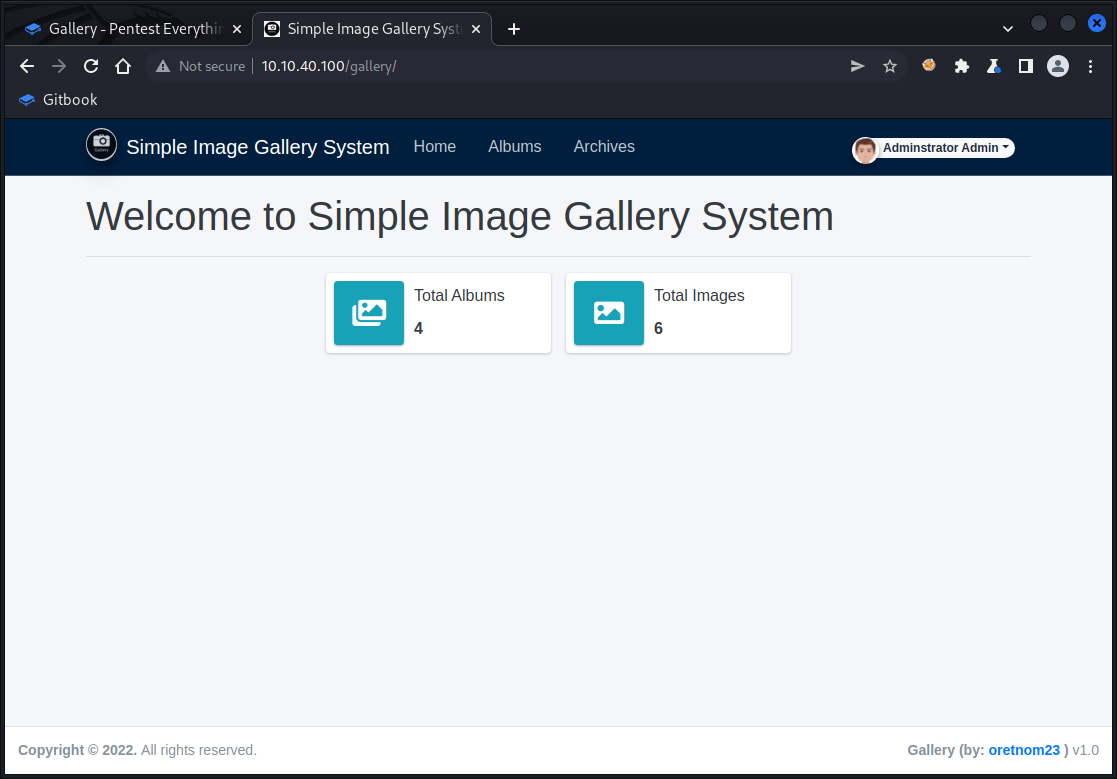 Gallery - Pentest Everythin
Simple Image Gallery Syst
Not secure
10.10.40.100/gallery/
Gitbook
Gallery
Simple Image Gallery System
Home
Albums
Archives
Adminstrator Admin
Welcome to Simple Image Gallery System
Total Albums
4
Total Images
6
Copyright © 2022. All rights reserved.
Gallery (by: oretnom23 ) v1.0